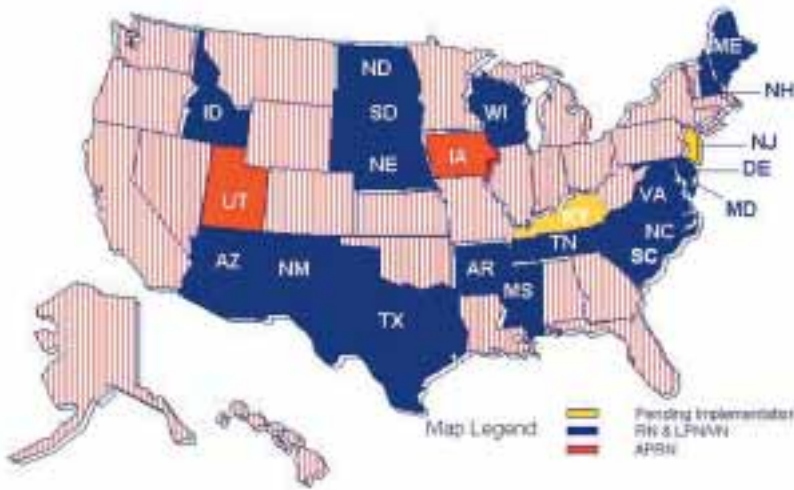 ME
ND
NH
ID
SD
WI
NJ
NE
IA
DE
UT
VA
MD
KY
NC
TN
AZ
NM
AR
SC
MS
TX
Map Legend
Pending Implementation
RN & LPN/VN
APRN